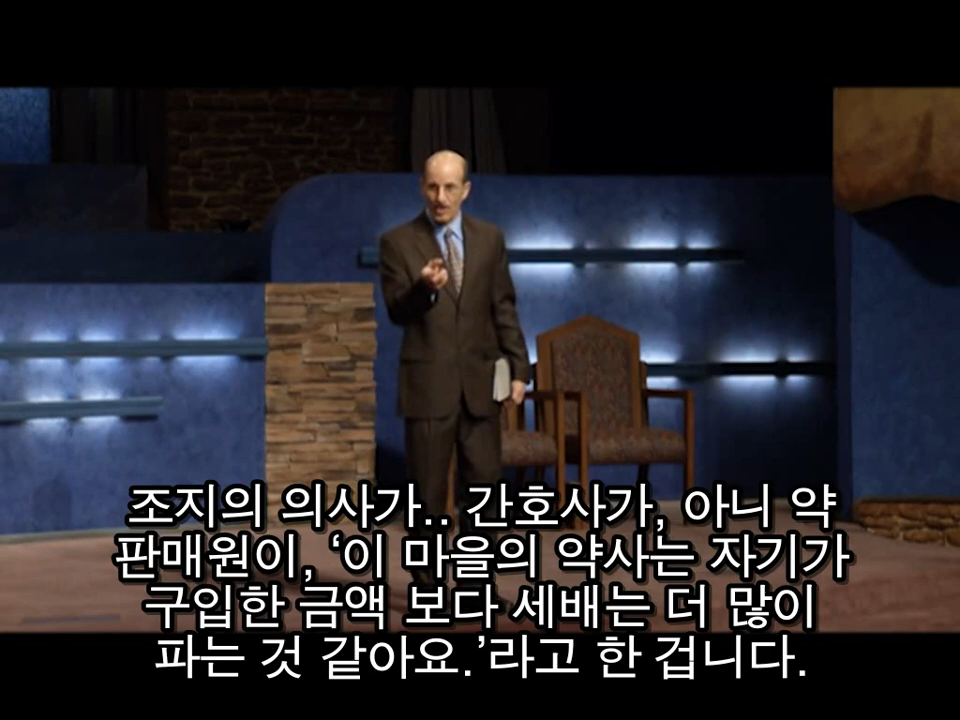 조지의 의사가.. 간호사가, 아니 약
판매원이, ‘이 마을의 약사는 자기가
구입한 금액 보다 세배는 더 많이
파는 것 같아요.’라고 한 겁니다.